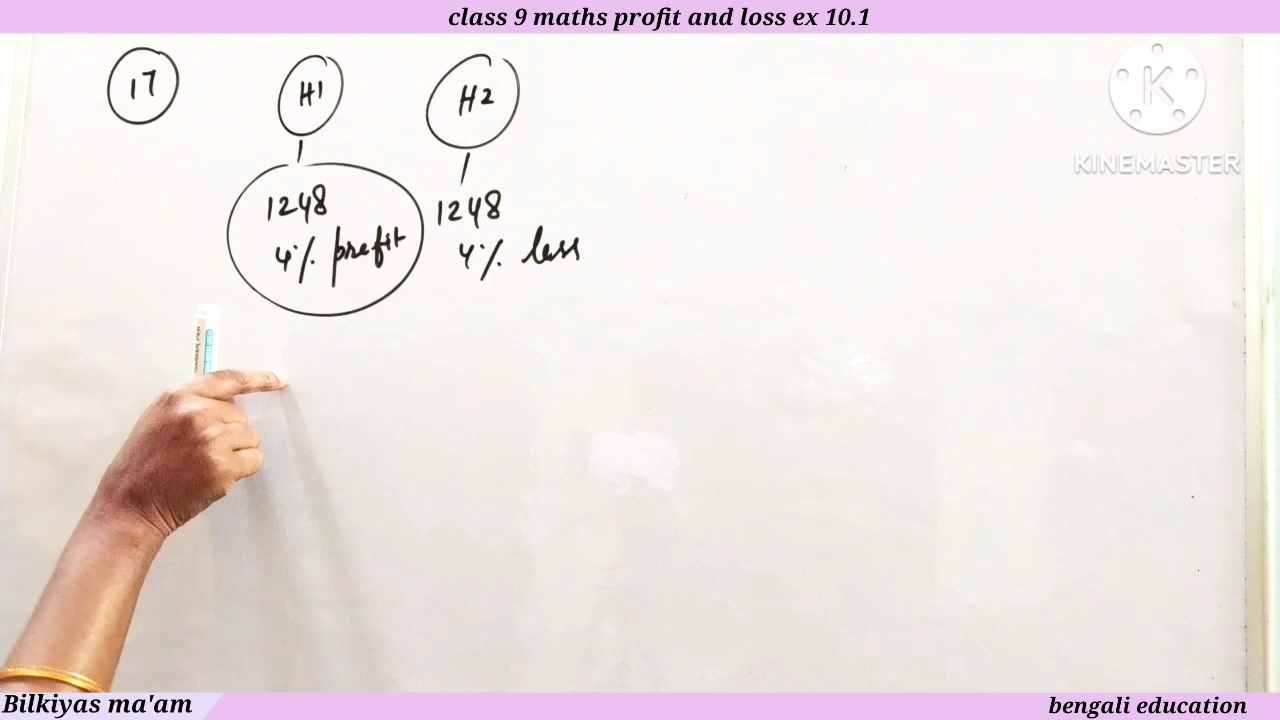 class 9 maths profit and loss ex 10.1
17
H1
H2
K
KINEMASTER
1248
4% profit
1248
4% loss
Bilkiyas ma'am
bengali education